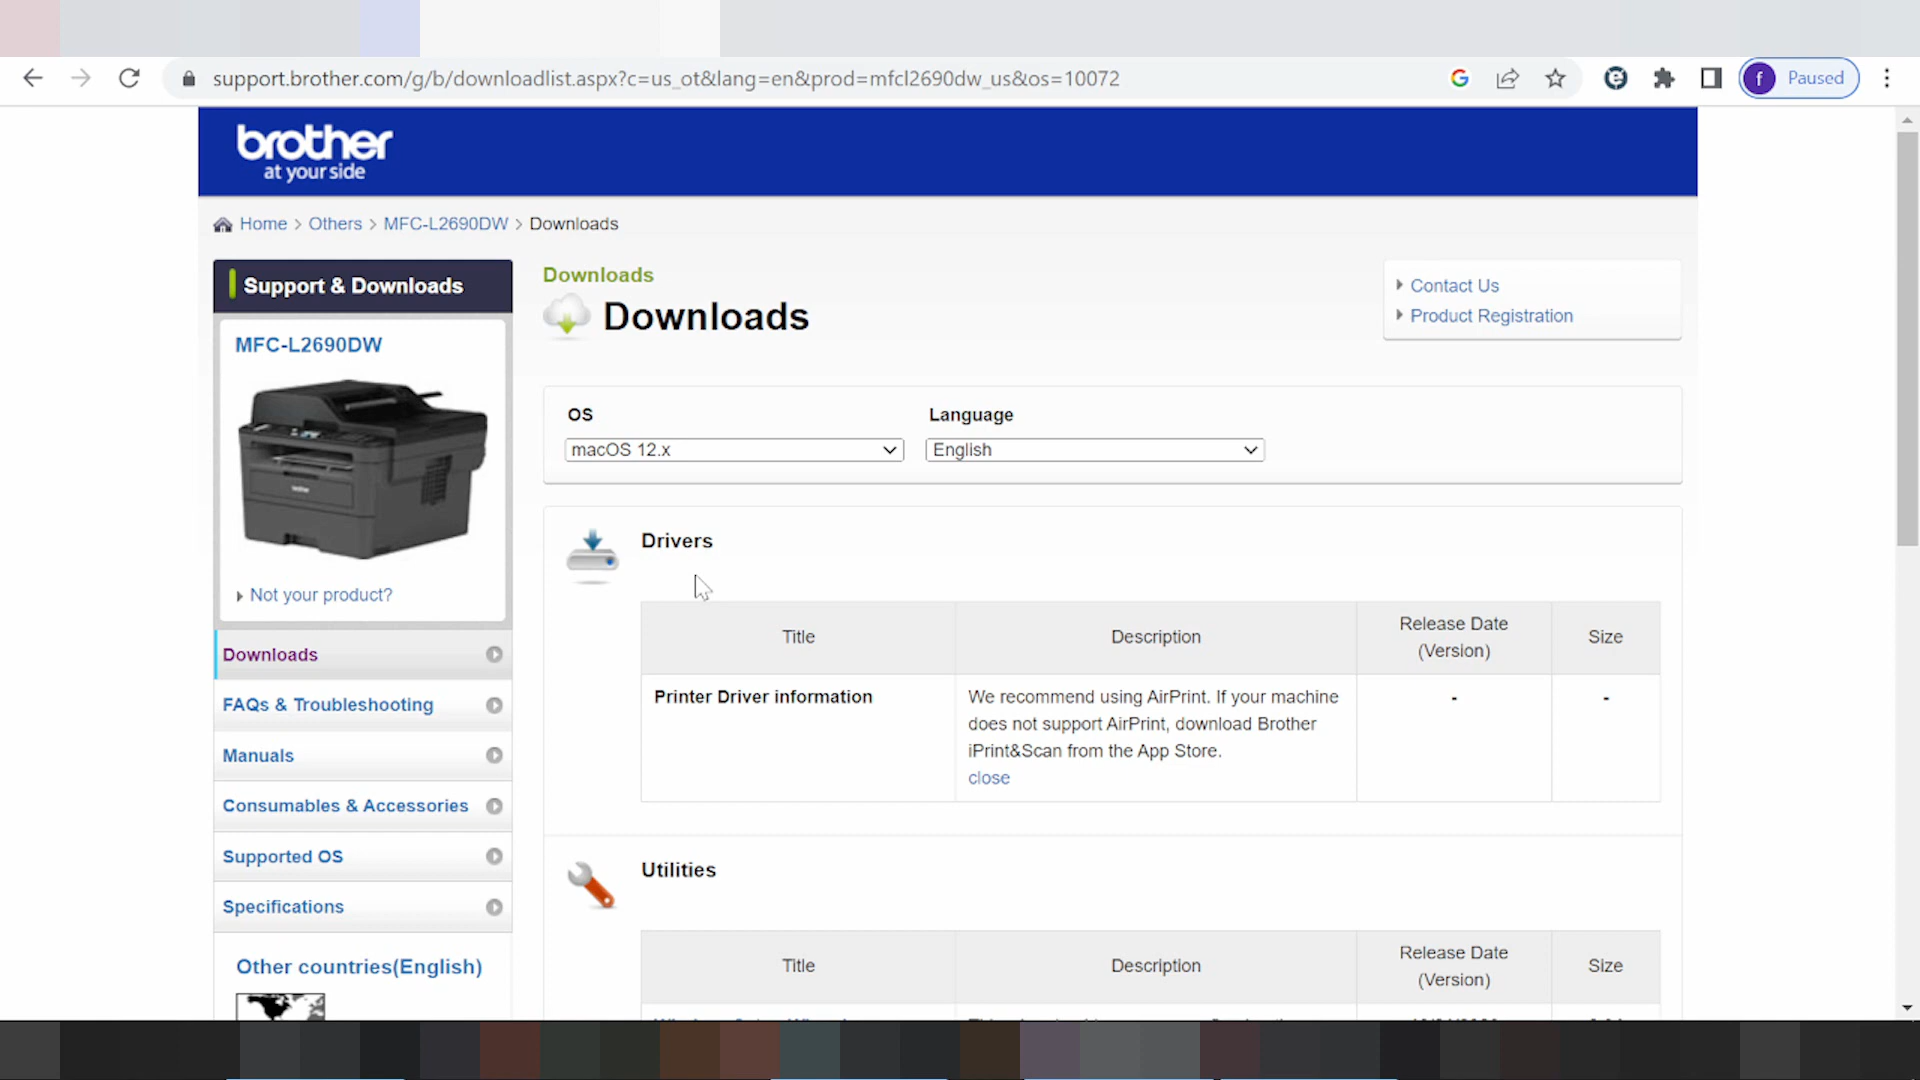 support.brother.com/g/b/downloadlist.aspx?c=us_ot&lang=en&prod=mfcl2690dw_us&os=10072
G
e
f
Paused
brother
at your side
Home > Others > MFC-L2690DW > Downloads
Support & Downloads
MFC-L2690DW
Not your product?
Downloads
FAQs & Troubleshooting
Manuals
Consumables & Accessories
Supported OS
Specifications
Other countries(English)
Downloads
Downloads
Contact Us
Product Registration
OS
Language
macOS 12.x
English
Drivers
Title
Description
Release Date
(Version)
Size
Printer Driver information
We recommend using AirPrint. If your machine
does not support AirPrint, download Brother
iPrint&Scan from the App Store.
close
-
-
Utilities
Title
Description
Release Date
(Version)
Size